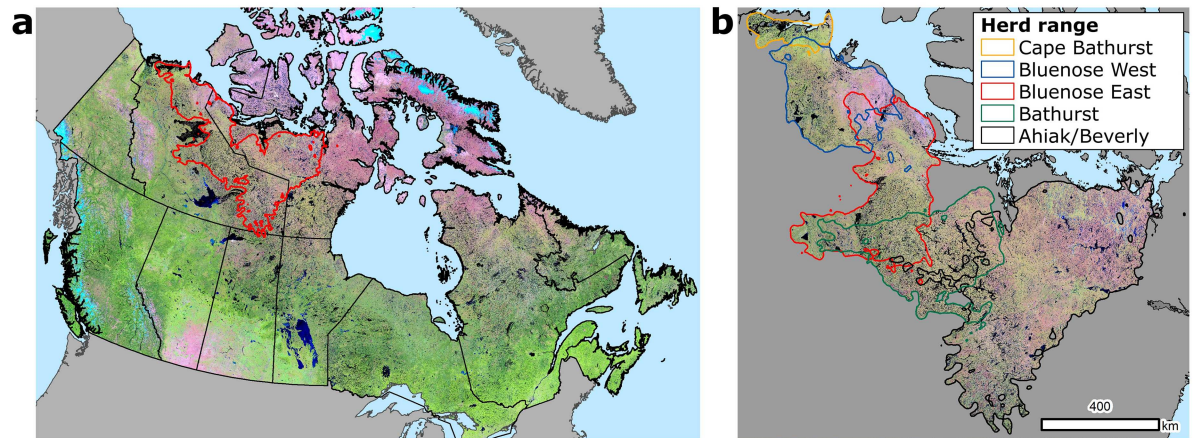 a
b
Herd range
Cape Bathurst
Bluenose West
Bluenose East
Bathurst
Ahiak/Beverly
400
km